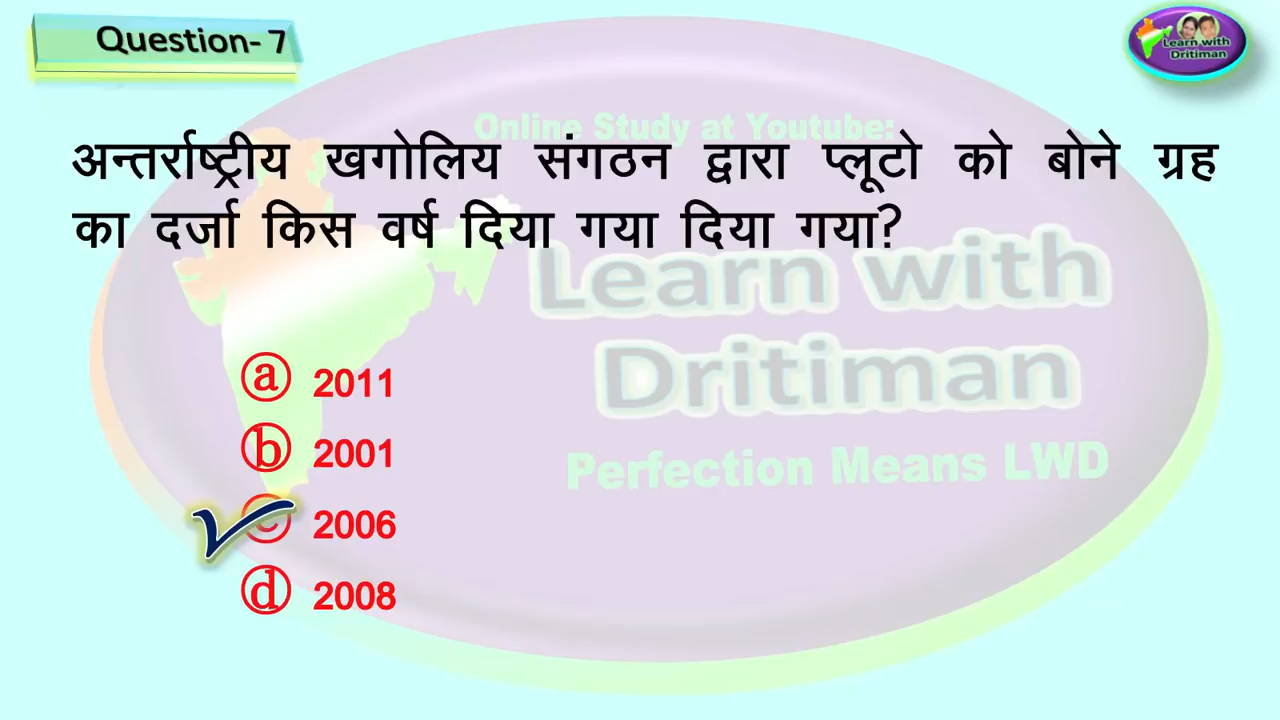 Question- 7
Learn with
Dritiman
Online Study at Youtube:
अन्तर्राष्ट्रीय खगोलिय संगठन द्वारा प्लूटो को बोने ग्रह
का दर्जा किस वर्ष दिया गया दिया गया?
Learn with
Dritiman
Perfection Means LWD
ⓐ 2011
ⓑ 2001
ⓒ 2006
ⓓ 2008